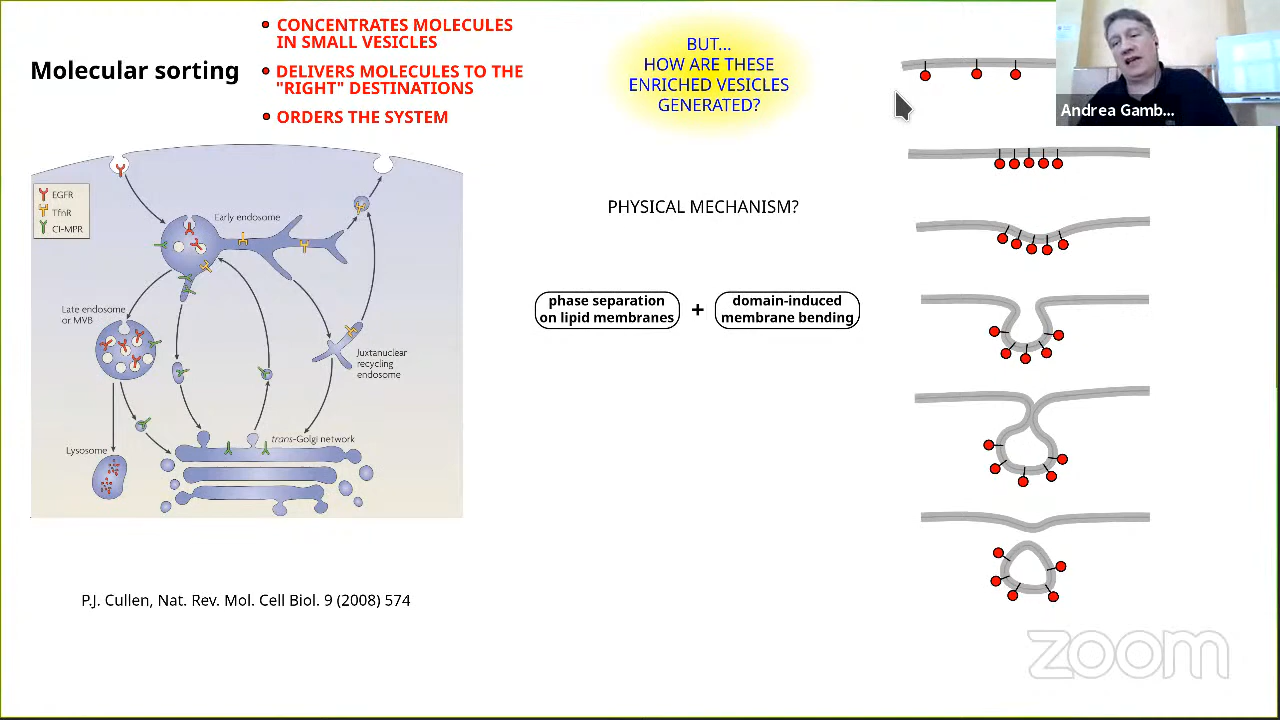 Molecular sorting
• CONCENTRATES MOLECULES
IN SMALL VESICLES
• DELIVERS MOLECULES TO THE
"RIGHT" DESTINATIONS
• ORDERS THE SYSTEM
BUT...
HOW ARE THESE
ENRICHED VESICLES
GENERATED?
Andrea Gamb...
EGFR
TfnR
CI-MPR
Early endosome
Late endosome
or MVB
Juxtanuclear
recycling
endosome
trans-Golgi network
Lysosome
PHYSICAL MECHANISM?
phase separation
on lipid membranes
+
domain-induced
membrane bending
P.J. Cullen, Nat. Rev. Mol. Cell Biol. 9 (2008) 574
zoom